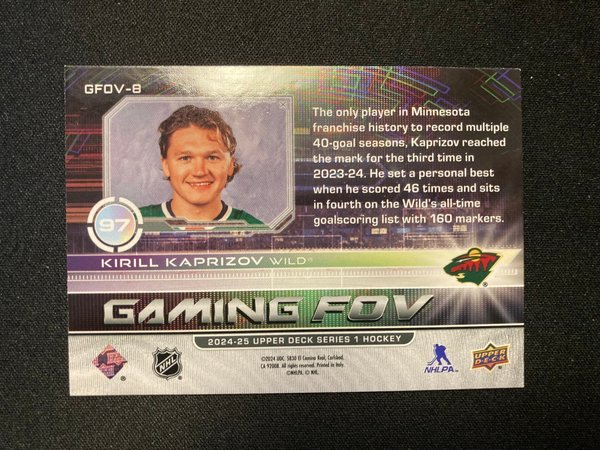 GFOV-8
The only player in Minnesota
franchise history to record multiple
40-goal seasons, Kaprizov reached
the mark for the third time in
2023-24. He set a personal best
when he scored 46 times and sits
in fourth on the Wild's all-time
goalscoring list with 160 markers.
97
KIRILL KAPRIZOV WILD®
GAMING FOV
2024-25 UPPER DECK SERIES 1 HOCKEY
©2024 UDC. 5830 El Camino Real, Carlsbad,
CA 92008. All rights reserved. Printed in Italy.
©NHLPA. © NHL.
NHL
NHLPA
UPPER
DECK